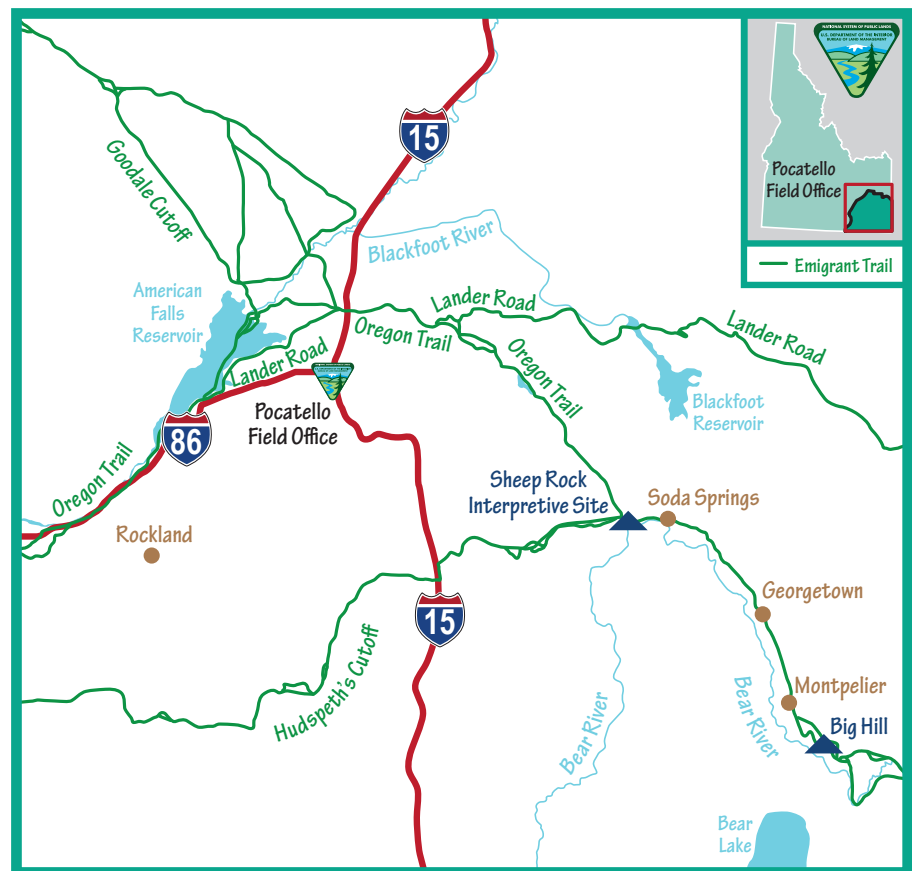 NATIONAL SYSTEM OF PUBLIC LANDS
U.S. DEPARTMENT OF THE INTERIOR
BUREAU OF LAND MANAGEMENT
Pocatello
Field Office
Emigrant Trail
15
Goodale Cutoff
Blackfoot River
American
Falls
Reservoir
Lander Road
Lander Road
Oregon Trail
Lander Road
Oregon Trail
Blackfoot
Reservoir
Pocatello
Field Office
86
Oregon Trail
Sheep Rock
Interpretive Site
Soda Springs
Rockland
Georgetown
15
Hudspeth's Cutoff
Montpelier
Bear River
Bear River
Big Hill
Bear
Lake